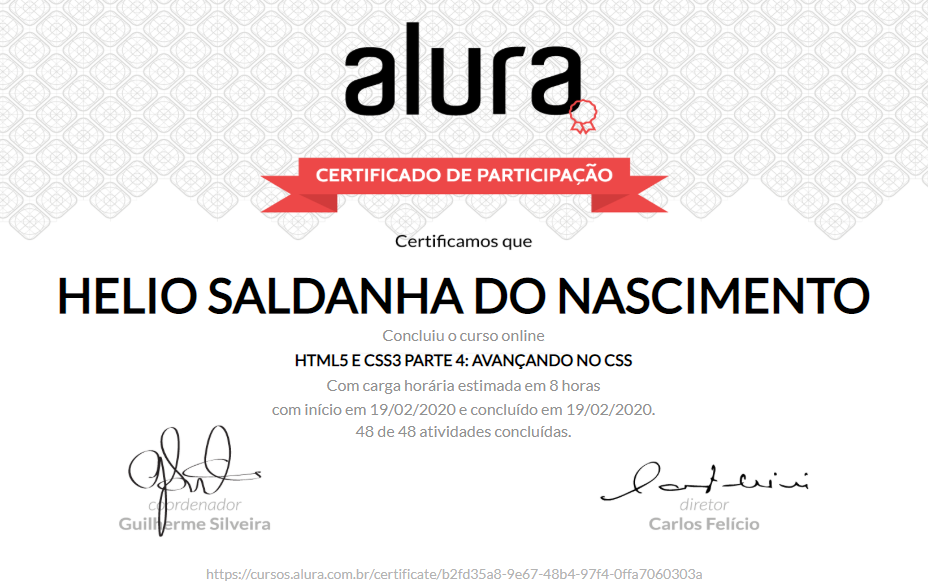 alura
CERTIFICADO DE PARTICIPAÇÃO
Certificamos que
HELIO SALDANHA DO NASCIMENTO
Concluiu o curso online
HTML5 E CSS3 PARTE 4: AVANÇANDO NO CSS
Com carga horária estimada em 8 horas
com início em 19/02/2020 e concluído em 19/02/2020.
48 de 48 atividades concluídas.
coordenador
Guilherme Silveira
diretor
Carlos Felício
https://cursos.alura.com.br/certificate/b2fd35a8-9e67-48b4-97f4-0ffa7060303a